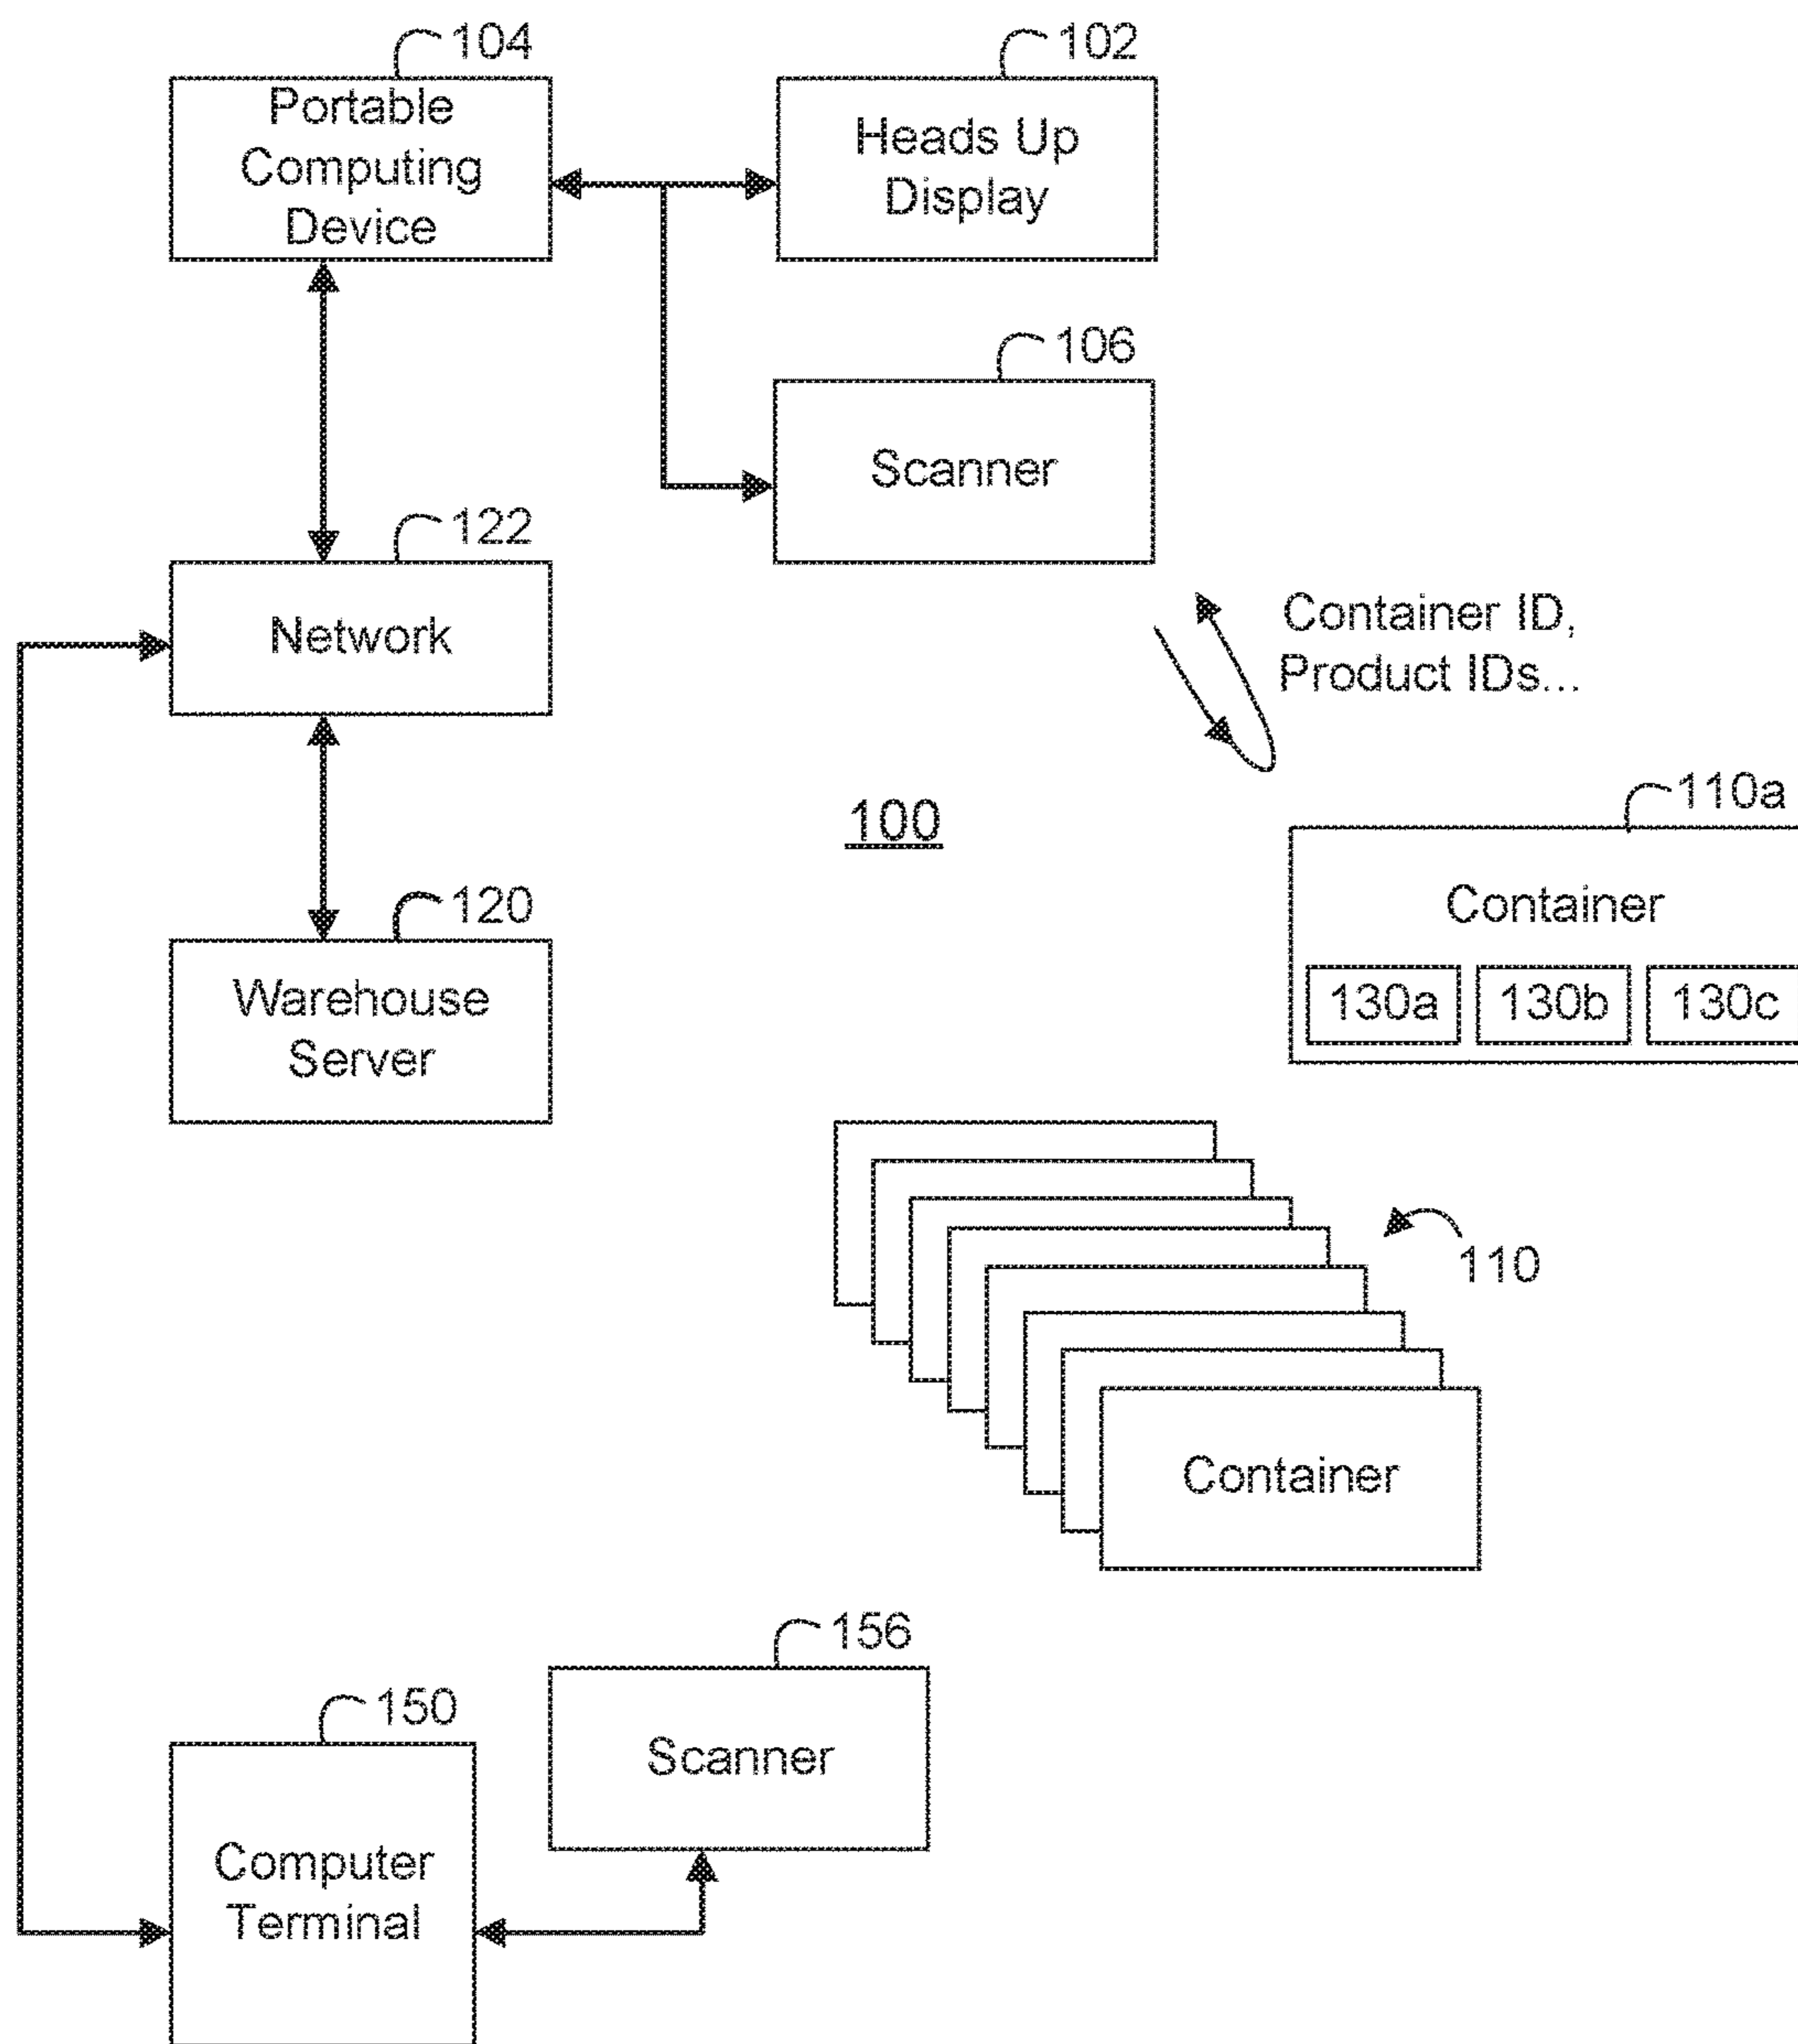 104
Portable
Computing
Device
102
Heads Up
Display
106
Scanner
122
Network
Container ID,
Product IDs...
100
110a
Container
130a 130b 130c
120
Warehouse
Server
110
Container
156
Scanner
150
Computer
Terminal